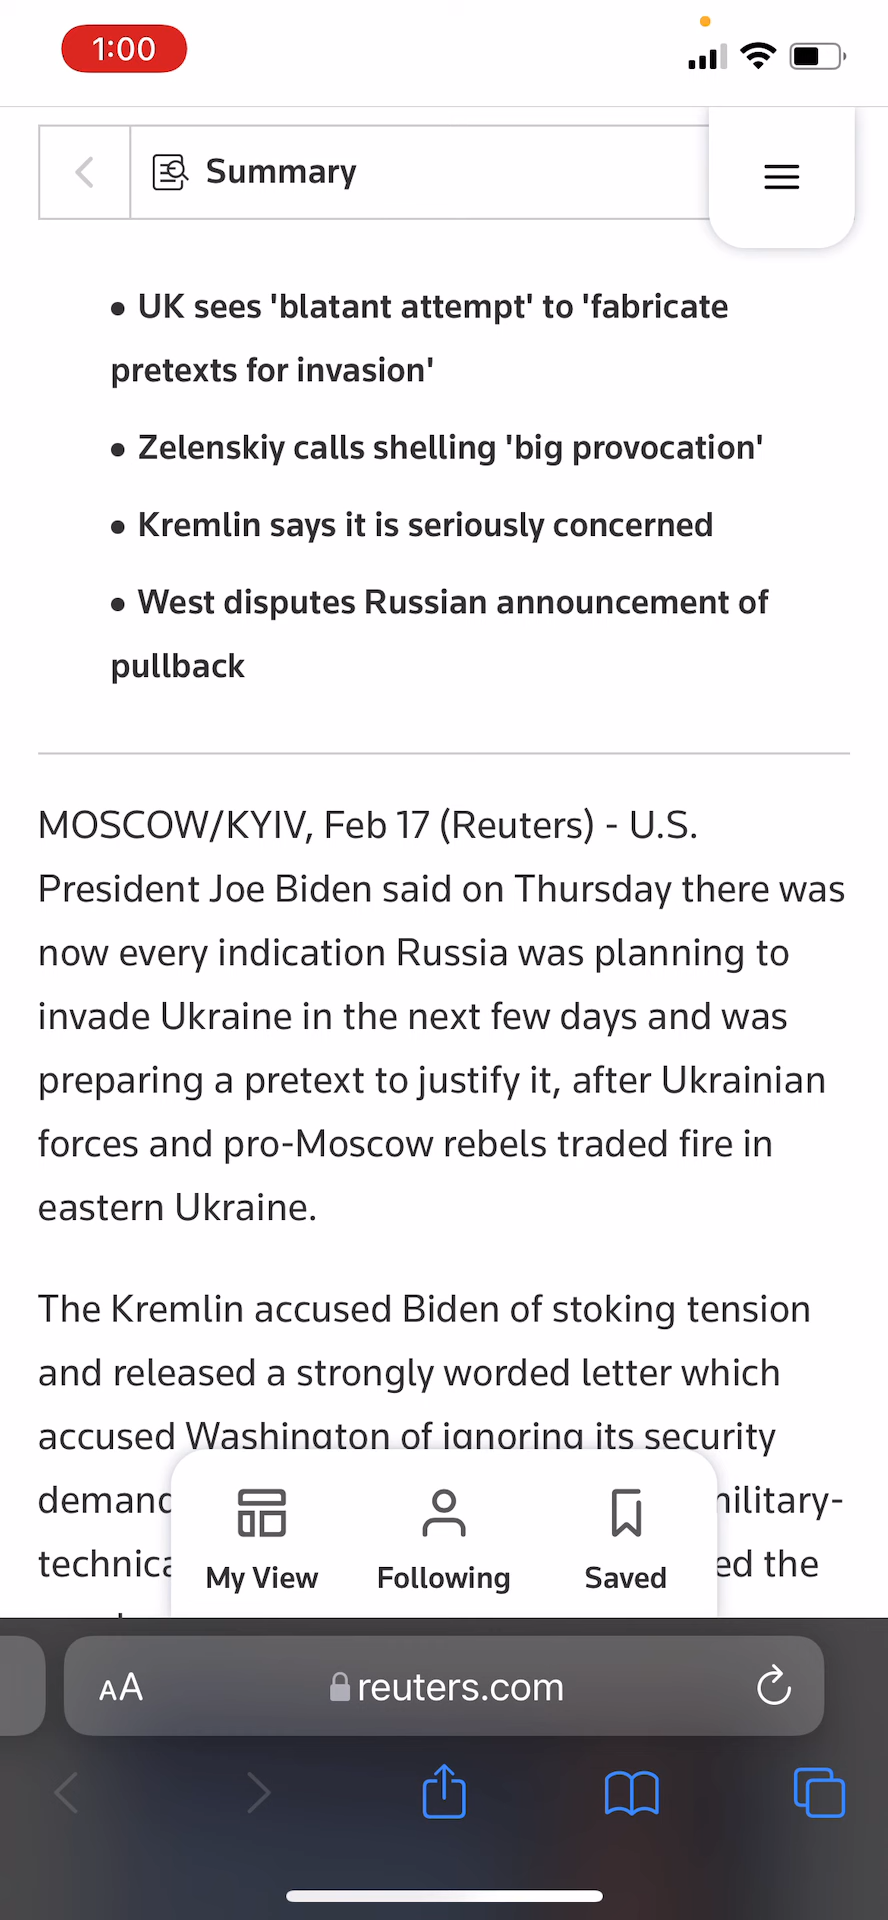 1:00
Summary
• UK sees 'blatant attempt' to 'fabricate
pretexts for invasion'
• Zelenskiy calls shelling 'big provocation'
• Kremlin says it is seriously concerned
• West disputes Russian announcement of
pullback
MOSCOW/KYIV, Feb 17 (Reuters) - U.S.
President Joe Biden said on Thursday there was
now every indication Russia was planning to
invade Ukraine in the next few days and was
preparing a pretext to justify it, after Ukrainian
forces and pro-Moscow rebels traded fire in
eastern Ukraine.
The Kremlin accused Biden of stoking tension
and released a strongly worded letter which
accused Washington of ignoring its security
the
My View
Following
Saved
AA
reuters.com